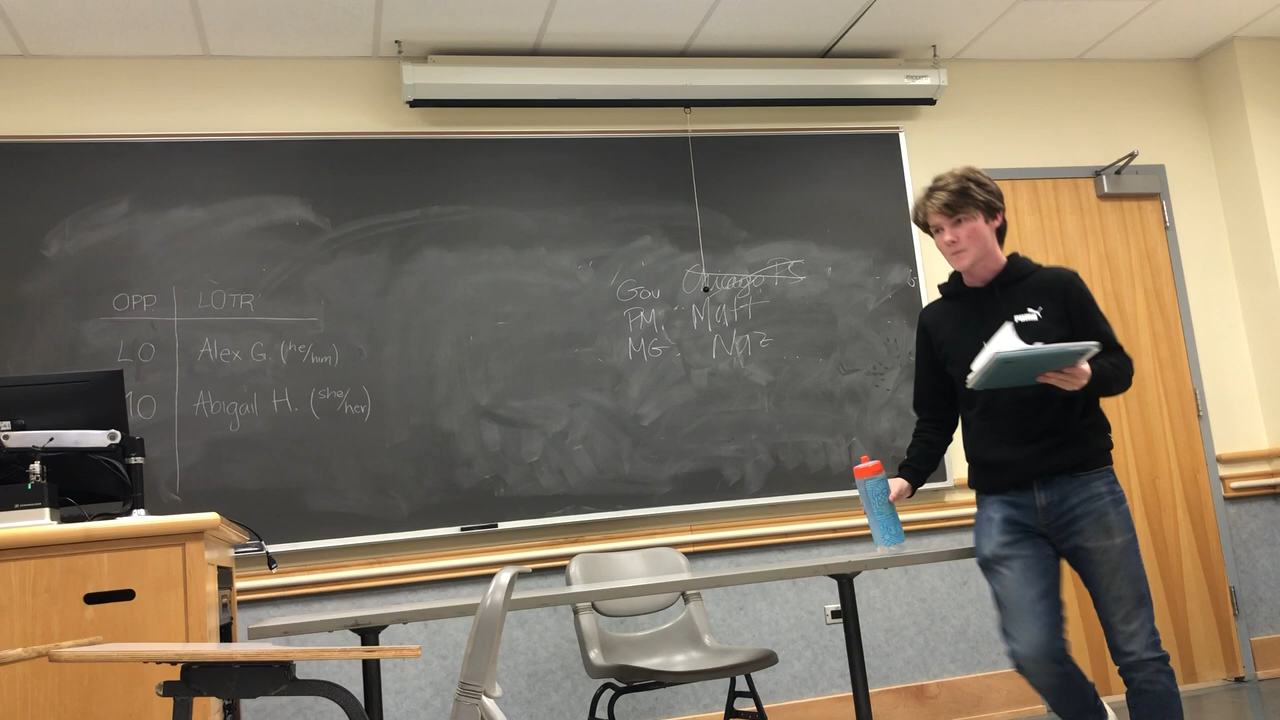 OPP LOTR
LO Alex G. (he/him)
MO Abigail H. (she/her)
Gov Chicago PS
PM. Matt
MG. Naz
PUMA